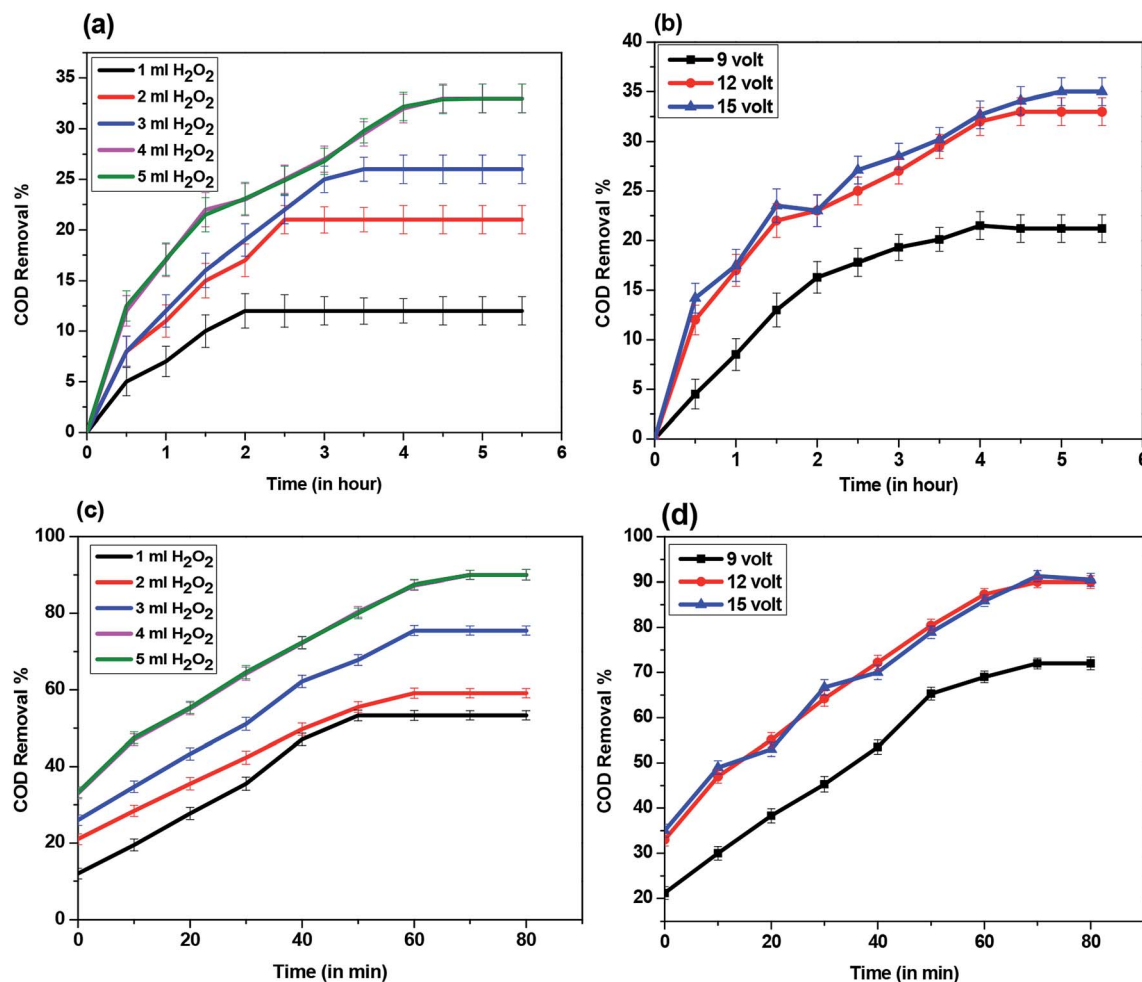 (a)
1 ml H2O2
2 ml H2O2
3 ml H2O2
4 ml H2O2
5 ml H2O2
COD Removal %
35
30
25
20
15
10
5
0
0 1 2 3 4 5 6
Time (in hour)
(b)
9 volt
12 volt
15 volt
COD Removal %
40
35
30
25
20
15
10
5
0
0 1 2 3 4 5 6
Time (in hour)
(c)
1 ml H2O2
2 ml H2O2
3 ml H2O2
4 ml H2O2
5 ml H2O2
COD Removal %
100
80
60
40
20
0
0 20 40 60 80
Time (in min)
(d)
9 volt
12 volt
15 volt
COD Removal %
100
90
80
70
60
50
40
30
20
0 20 40 60 80
Time (in min)